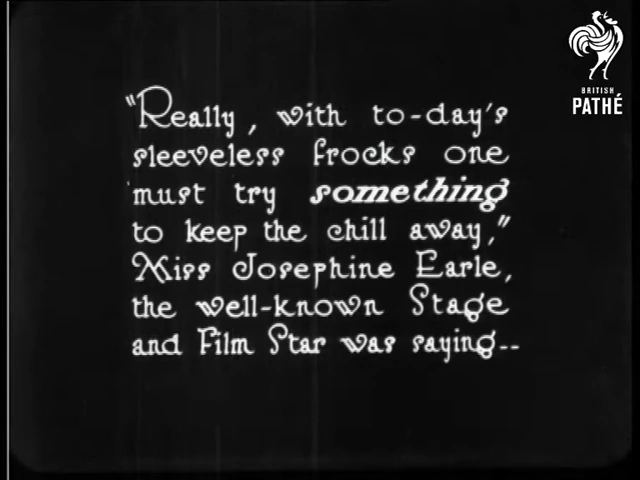 "Really, with to-day's
sleeveless frocks one
must try something
to keep the chill away,"
Miss Josephine Earle,
the well-known Stage
and Film Star was saying--
BRITISH
PATHÉ